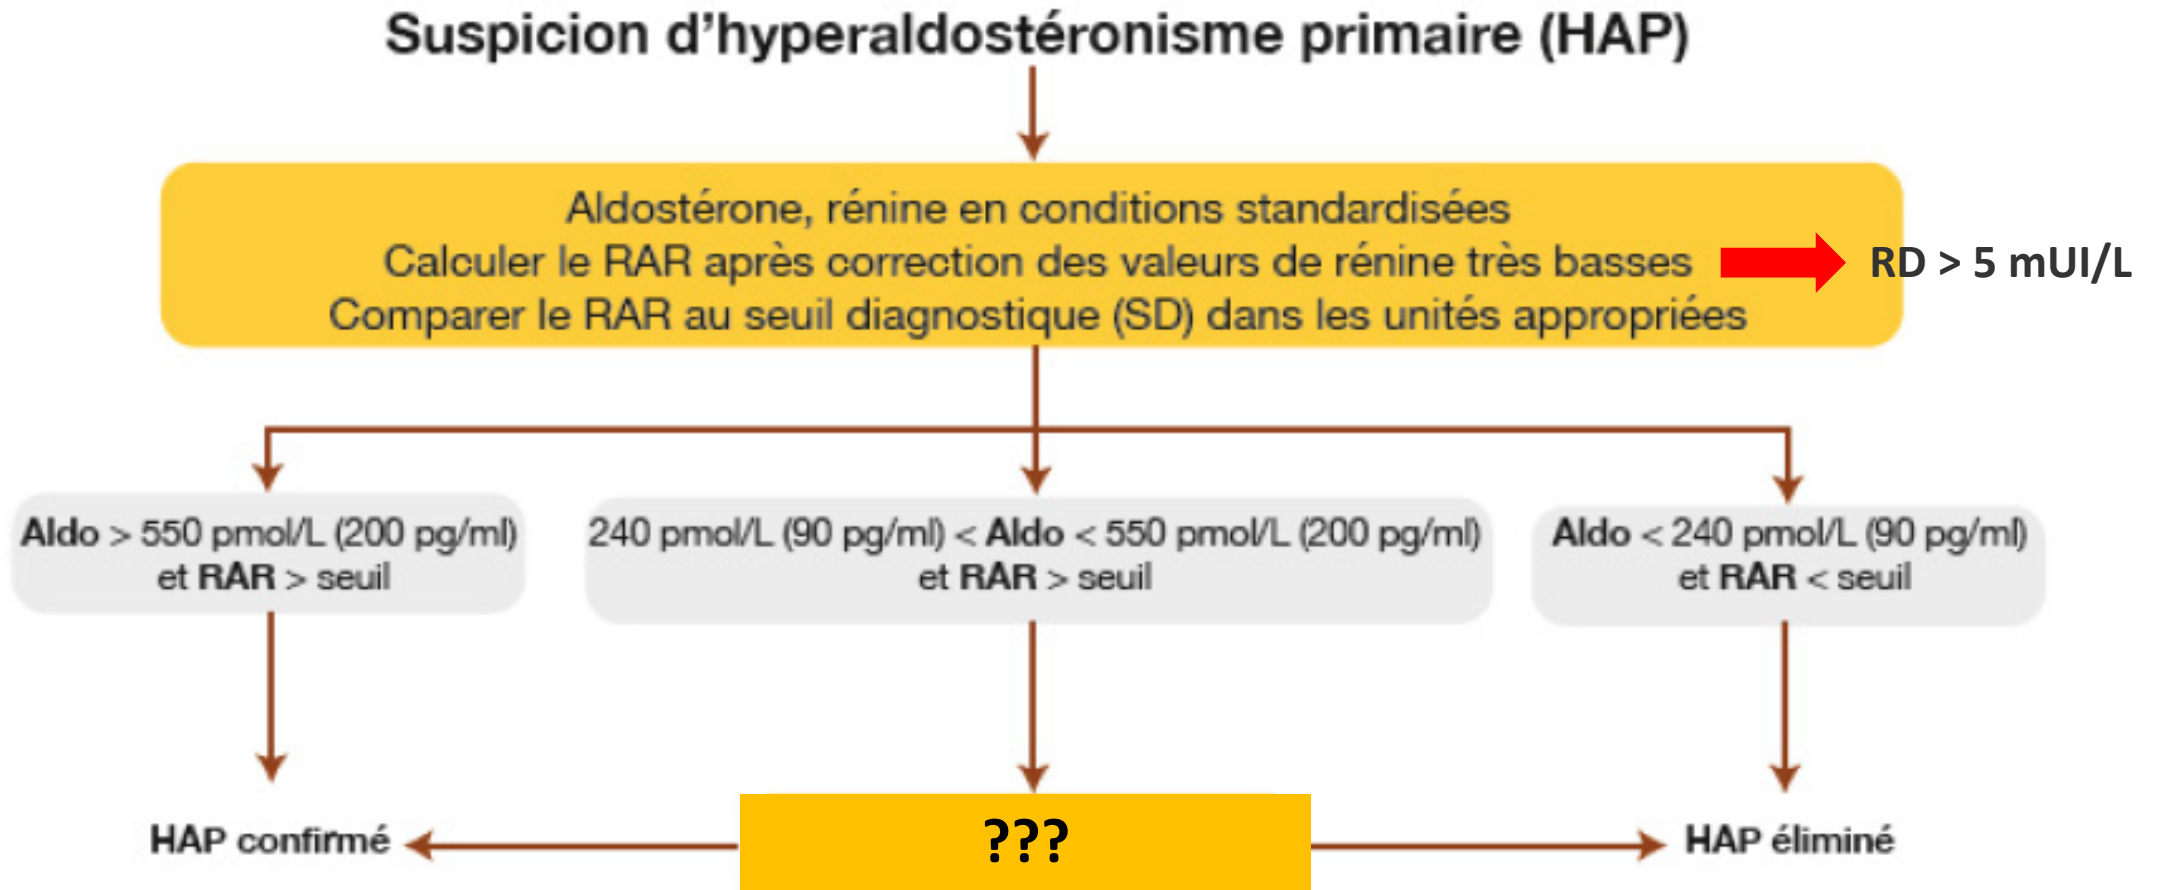 Suspicion d’hyperaldostéronisme primaire (HAP)
Aldostérone, rénine en conditions standardisées
Calculer le RAR après correction des valeurs de rénine très basses
RD > 5 mUI/L
Comparer le RAR au seuil diagnostique (SD) dans les unités appropriées
Aldo > 550 pmol/L (200 pg/ml)
et RAR > seuil
240 pmol/L (90 pg/ml) < Aldo < 550 pmol/L (200 pg/ml)
et RAR > seuil
Aldo < 240 pmol/L (90 pg/ml)
et RAR < seuil
HAP confirmé
???
HAP éliminé